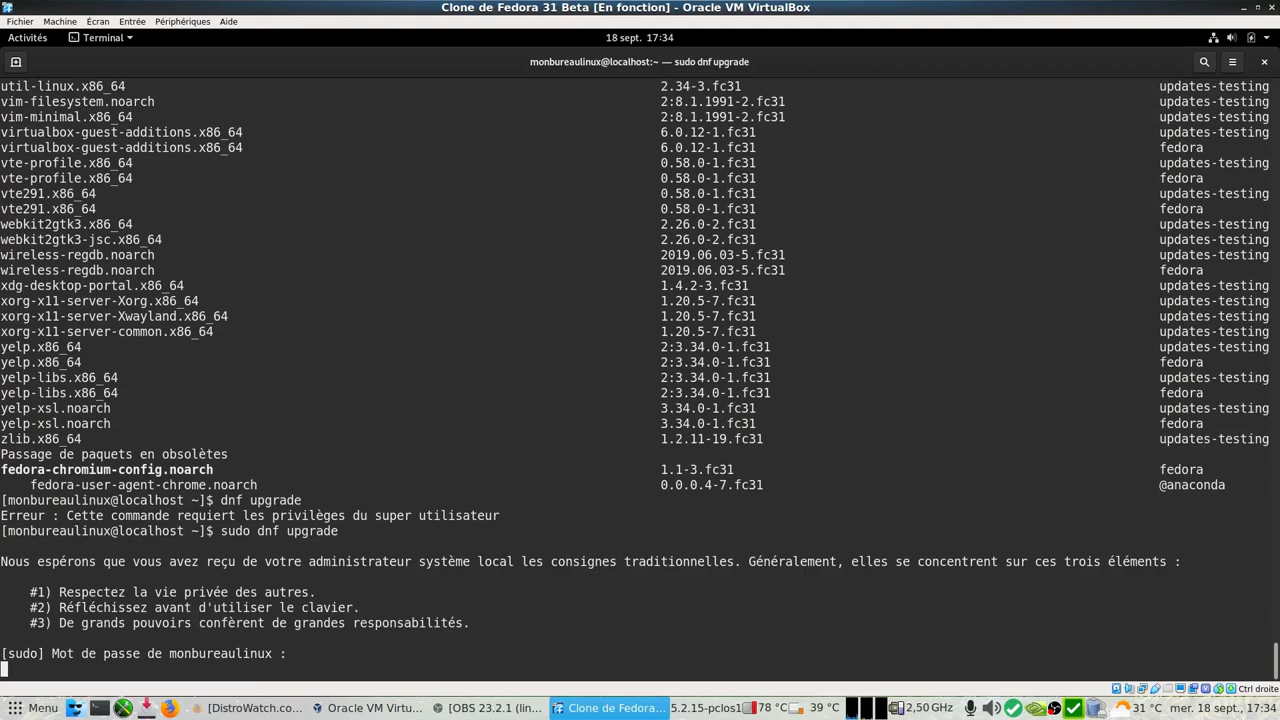 Clone de Fedora 31 Beta [En fonction] - Oracle VM VirtualBox
Fichier Machine Écran Entrée Périphériques Aide
Activités Terminal 18 sept. 17:34
monbureaulinux@localhost:~ — sudo dnf upgrade
util-linux.x86_64 2.34-3.fc31 updates-testing
vim-filesystem.noarch 2:8.1.1991-2.fc31 updates-testing
vim-minimal.x86_64 2:8.1.1991-2.fc31 updates-testing
virtualbox-guest-additions.x86_64 6.0.12-1.fc31 updates-testing
virtualbox-guest-additions.x86_64 6.0.12-1.fc31 fedora
vte-profile.x86_64 0.58.0-1.fc31 updates-testing
vte-profile.x86_64 0.58.0-1.fc31 fedora
vte291.x86_64 0.58.0-1.fc31 updates-testing
vte291.x86_64 0.58.0-1.fc31 fedora
webkit2gtk3.x86_64 2.26.0-2.fc31 updates-testing
webkit2gtk3-jsc.x86_64 2.26.0-2.fc31 updates-testing
wireless-regdb.noarch 2019.06.03-5.fc31 updates-testing
wireless-regdb.noarch 2019.06.03-5.fc31 fedora
xdg-desktop-portal.x86_64 1.4.2-3.fc31 updates-testing
xorg-x11-server-Xorg.x86_64 1.20.5-7.fc31 updates-testing
xorg-x11-server-Xwayland.x86_64 1.20.5-7.fc31 updates-testing
xorg-x11-server-common.x86_64 1.20.5-7.fc31 updates-testing
yelp.x86_64 2:3.34.0-1.fc31 updates-testing
yelp.x86_64 2:3.34.0-1.fc31 fedora
yelp-libs.x86_64 2:3.34.0-1.fc31 updates-testing
yelp-libs.x86_64 2:3.34.0-1.fc31 fedora
yelp-xsl.noarch 3.34.0-1.fc31 updates-testing
yelp-xsl.noarch 3.34.0-1.fc31 fedora
zlib.x86_64 1.2.11-19.fc31 updates-testing
Passage de paquets en obsolètes
fedora-chromium-config.noarch 1.1-3.fc31 fedora
fedora-user-agent-chrome.noarch 0.0.0.4-7.fc31 @anaconda
[monbureaulinux@localhost ~]$ dnf upgrade
Erreur : Cette commande requiert les privilèges du super utilisateur
[monbureaulinux@localhost ~]$ sudo dnf upgrade
Nous espérons que vous avez reçu de votre administrateur système local les consignes traditionnelles. Généralement, elles se concentrent sur ces trois éléments :
#1) Respectez la vie privée des autres.
#2) Réfléchissez avant d'utiliser le clavier.
#3) De grands pouvoirs confèrent de grandes responsabilités.
[sudo] Mot de passe de monbureaulinux :
Ctrl droite
Menu [DistroWatch.co... Oracle VM Virtu... [OBS 23.2.1 (lin... Clone de Fedora... 5.2.15-pclos1 78 °C 39 °C 2,50 GHz 31 °C mer. 18 sept., 17:34